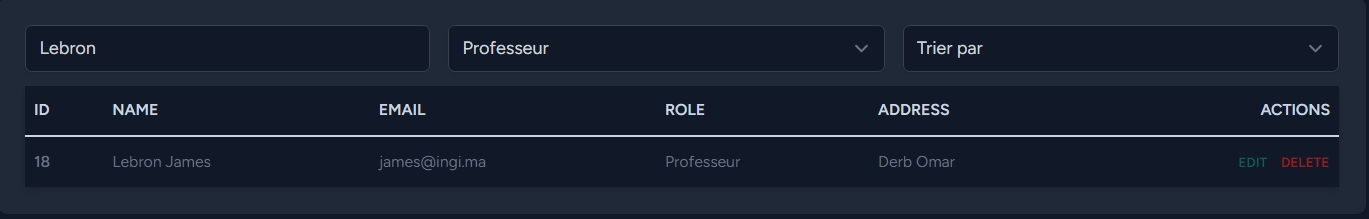 Lebron Professeur Trier par
ID NAME EMAIL ROLE ADDRESS ACTIONS
18 Lebron James james@ingi.ma Professeur Derb Omar EDIT DELETE